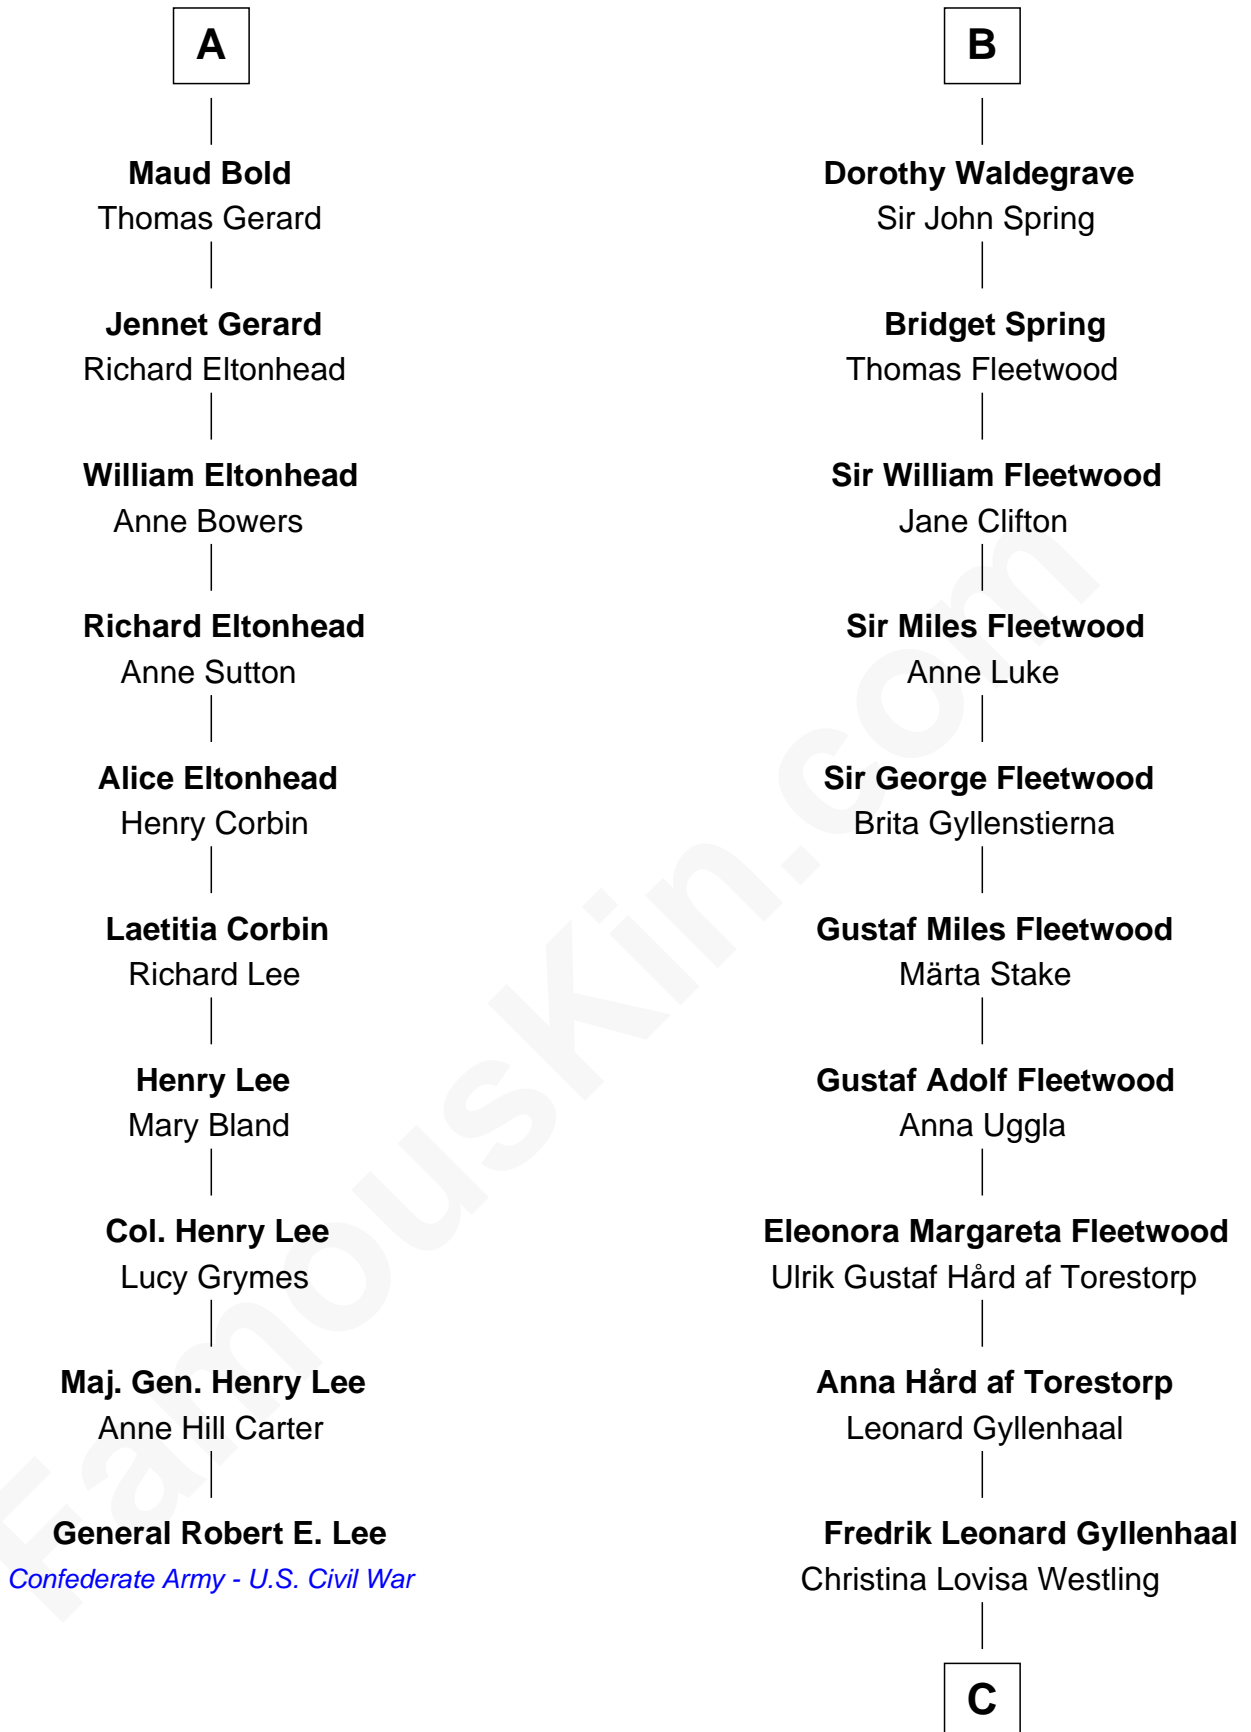 A
Maud Bold
Thomas Gerard
Jennet Gerard
Richard Eltonhead
William Eltonhead
Anne Bowers
Richard Eltonhead
Anne Sutton
Alice Eltonhead
Henry Corbin
Laetitia Corbin
Richard Lee
Henry Lee
Mary Bland
Col. Henry Lee
Lucy Grymes
Maj. Gen. Henry Lee
Anne Hill Carter
General Robert E. Lee
Confederate Army - U.S. Civil War
B
Dorothy Waldegrave
Sir John Spring
Bridget Spring
Thomas Fleetwood
Sir William Fleetwood
Jane Clifton
Sir Miles Fleetwood
Anne Luke
Sir George Fleetwood
Brita Gyllenstierna
Gustaf Miles Fleetwood
Märta Stake
Gustaf Adolf Fleetwood
Anna Uggla
Eleonora Margareta Fleetwood
Ulrik Gustaf Hård af Torestorp
Anna Hård af Torestorp
Leonard Gyllenhaal
Fredrik Leonard Gyllenhaal
Christina Lovisa Westling
C
FamousKin.com